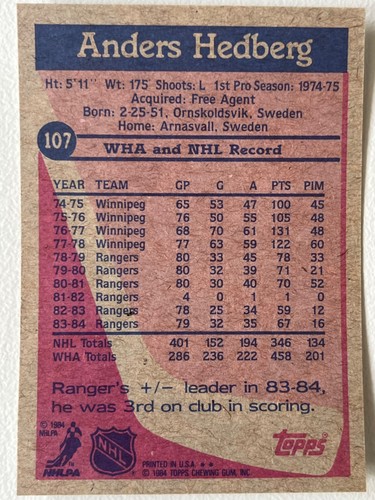 Anders Hedberg
Ht: 5'11" Wt: 175 Shoots: L 1st Pro Season: 1974-75
Acquired: Free Agent
Born: 2-25-51, Ornskoldsvik, Sweden
Home: Arnasvall, Sweden
107
WHA and NHL Record
YEAR TEAM GP G A PTS PIM
74-75 Winnipeg 65 53 47 100 45
75-76 Winnipeg 76 50 55 105 48
76-77 Winnipeg 68 70 61 131 48
77-78 Winnipeg 77 63 59 122 60
78-79 Rangers 80 33 45 78 33
79-80 Rangers 80 32 39 71 21
80-81 Rangers 80 30 40 70 52
81-82 Rangers 4 0 1 1 0
82-83 Rangers 78 25 34 59 12
83-84 Rangers 79 32 35 67 16
NHL Totals 401 152 194 346 134
WHA Totals 286 236 222 458 201
Ranger's +/- leader in 83-84,
he was 3rd on club in scoring.
© 1984
NHLPA
NHLPA
NHL
topps®
PRINTED IN U.S.A. ★ ★
© 1984 TOPPS CHEWING GUM, INC.